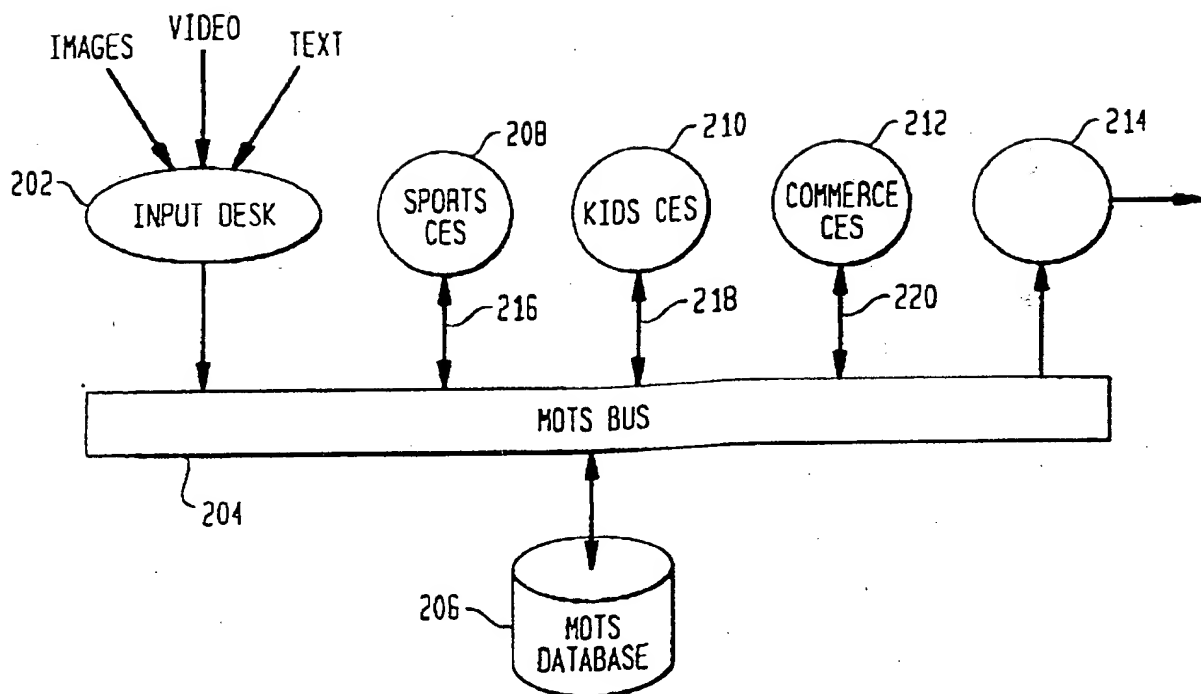 IMAGES
VIDEO
TEXT
202
INPUT DESK
208
SPORTS
CES
210
KIDS CES
212
COMMERCE
CES
214
216
218
220
MOTS BUS
204
206
MOTS
DATABASE